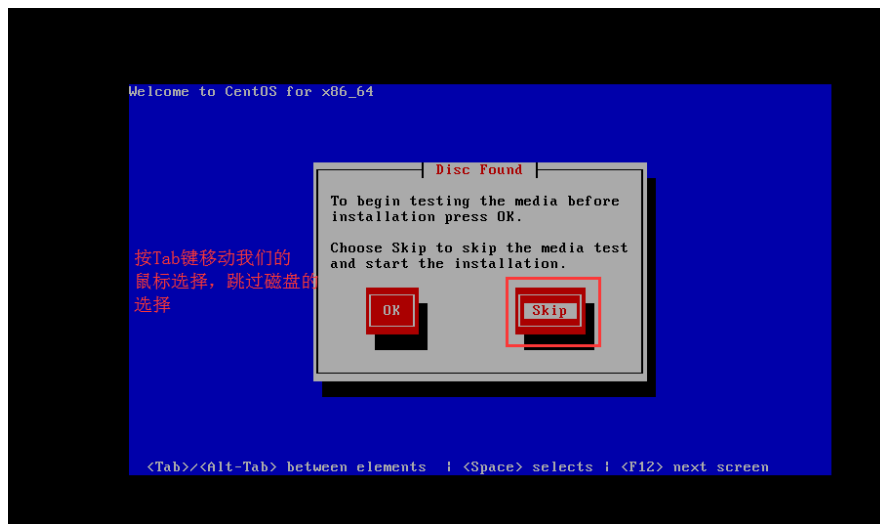 Welcome to CentOS for x86_64
Disc Found
To begin testing the media before
installation press OK.
Choose Skip to skip the media test
and start the installation.
按Tab键移动我们的
鼠标选择，跳过磁盘的
选择
OK
Skip
<Tab>/<Alt-Tab> between elements | <Space> selects | <F12> next screen